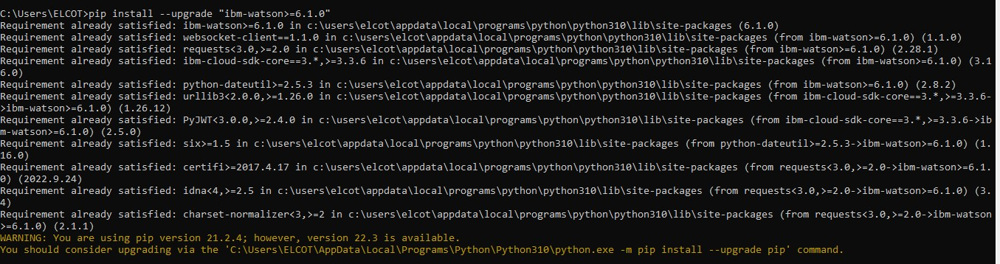 C:\Users\ELCOT>pip install --upgrade "ibm-watson>=6.1.0"
Requirement already satisfied: ibm-watson>=6.1.0 in c:\users\elcot\appdata\local\programs\python\python310\lib\site-packages (6.1.0)
Requirement already satisfied: websocket-client==1.1.0 in c:\users\elcot\appdata\local\programs\python\python310\lib\site-packages (from ibm-watson>=6.1.0) (1.1.0)
Requirement already satisfied: requests<3.0,>=2.0 in c:\users\elcot\appdata\local\programs\python\python310\lib\site-packages (from ibm-watson>=6.1.0) (2.28.1)
Requirement already satisfied: ibm-cloud-sdk-core==3.*,>=3.3.6 in c:\users\elcot\appdata\local\programs\python\python310\lib\site-packages (from ibm-watson>=6.1.0) (3.1
6.0)
Requirement already satisfied: python-dateutil>=2.5.3 in c:\users\elcot\appdata\local\programs\python\python310\lib\site-packages (from ibm-watson>=6.1.0) (2.8.2)
Requirement already satisfied: urllib3<2.0.0,>=1.26.0 in c:\users\elcot\appdata\local\programs\python\python310\lib\site-packages (from ibm-cloud-sdk-core==3.*,>=3.3.6-
>ibm-watson>=6.1.0) (1.26.12)
Requirement already satisfied: PyJWT<3.0.0,>=2.4.0 in c:\users\elcot\appdata\local\programs\python\python310\lib\site-packages (from ibm-cloud-sdk-core==3.*,>=3.3.6->ib
m-watson>=6.1.0) (2.5.0)
Requirement already satisfied: six>=1.5 in c:\users\elcot\appdata\local\programs\python\python310\lib\site-packages (from python-dateutil>=2.5.3->ibm-watson>=6.1.0) (1.
16.0)
Requirement already satisfied: certifi>=2017.4.17 in c:\users\elcot\appdata\local\programs\python\python310\lib\site-packages (from requests<3.0,>=2.0->ibm-watson>=6.1.
0) (2022.9.24)
Requirement already satisfied: idna<4,>=2.5 in c:\users\elcot\appdata\local\programs\python\python310\lib\site-packages (from requests<3.0,>=2.0->ibm-watson>=6.1.0) (3.
4)
Requirement already satisfied: charset-normalizer<3,>=2 in c:\users\elcot\appdata\local\programs\python\python310\lib\site-packages (from requests<3.0,>=2.0->ibm-watson
>=6.1.0) (2.1.1)
WARNING: You are using pip version 21.2.4; however, version 22.3 is available.
You should consider upgrading via the 'C:\Users\ELCOT\AppData\Local\Programs\Python\Python310\python.exe -m pip install --upgrade pip' command.